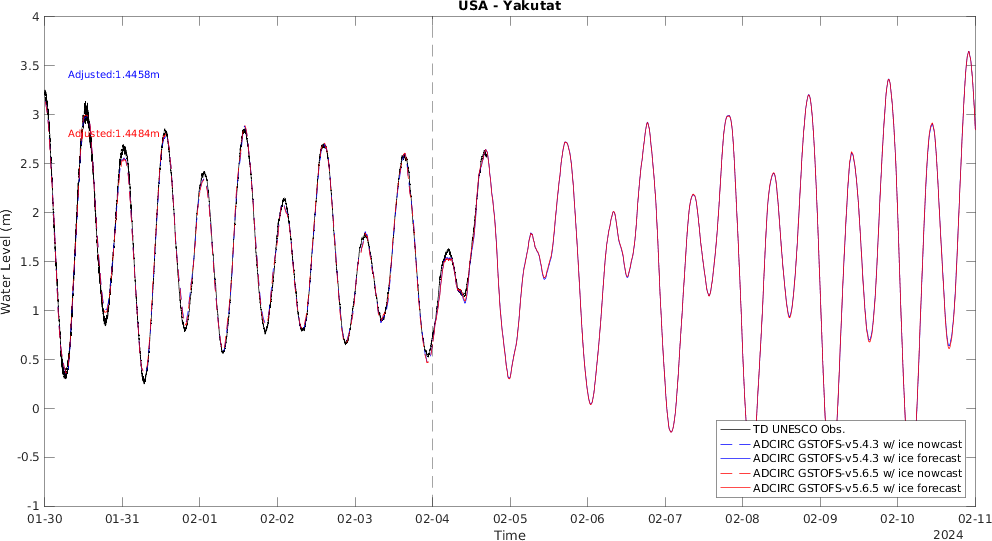 USA - Yakutat
4
3.5
3
2.5
2
1.5
1
0.5
0
-0.5
-1
Water Level (m)
Adjusted:1.4458m
Adjusted:1.4484m
TD UNESCO Obs.
ADCIRC GSTOFS-v5.4.3 w/ ice nowcast
ADCIRC GSTOFS-v5.4.3 w/ ice forecast
ADCIRC GSTOFS-v5.6.5 w/ ice nowcast
ADCIRC GSTOFS-v5.6.5 w/ ice forecast
01-30 01-31 02-01 02-02 02-03 02-04 02-05 02-06 02-07 02-08 02-09 02-10 02-11
Time
2024